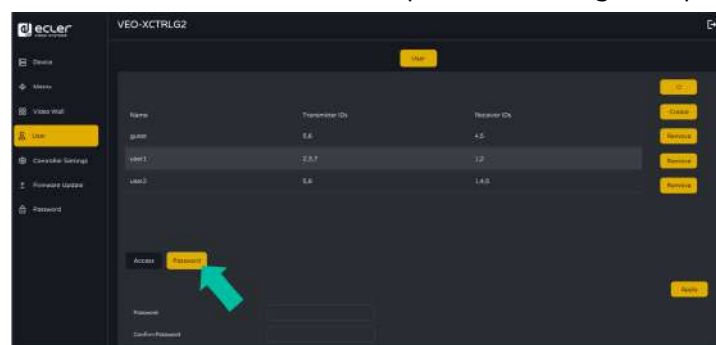 ecler
VIDEO SYSTEMS
VEO-XCTRLG2
Device
Matrix
Video Wall
User
Controller Settings
Firmware Update
Password
User
Name Transmitter IDs Receiver IDs
Create
guest 5,6 4,5 Remove
user1 2,3,7 1,2 Remove
user2 5,6 1,4,5 Remove
Access Password
Apply
Password
Confirm Password